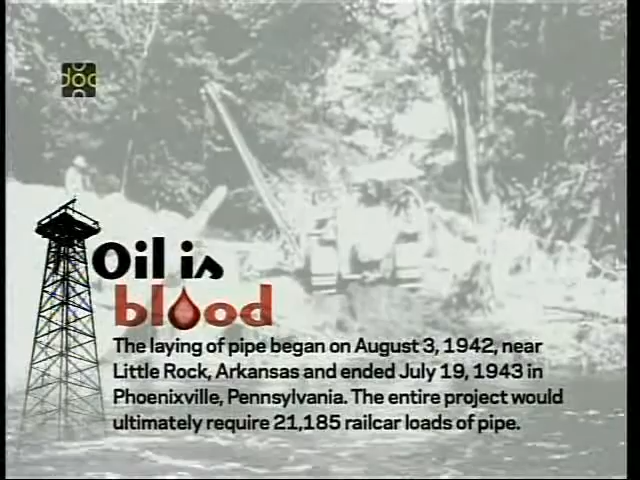 doc
Oil is
blood
The laying of pipe began on August 3, 1942, near
Little Rock, Arkansas and ended July 19, 1943 in
Phoenixville, Pennsylvania. The entire project would
ultimately require 21,185 railcar loads of pipe.